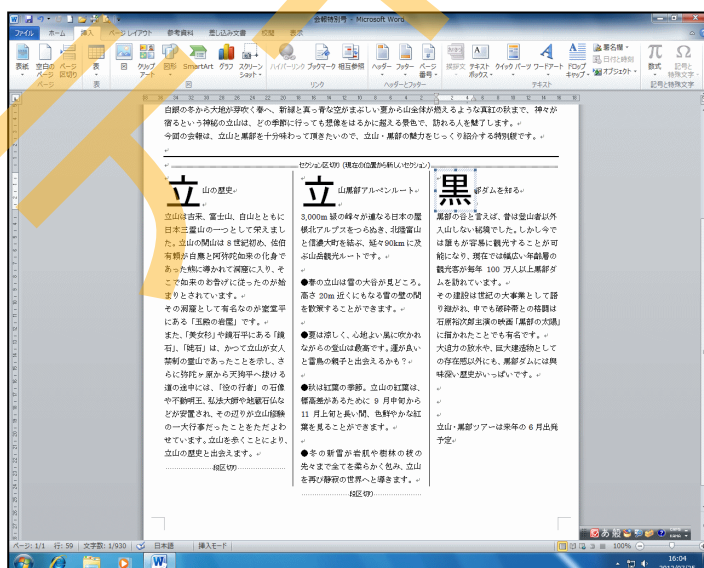 会報特別号 - Microsoft Word
ファイル ホーム 挿入 ページ レイアウト 参考資料 差し込み文書 校閲 表示
表紙 空白のページ ページ区切り 表 図 クリップアート 図形 SmartArt グラフ スクリーンショット ハイパーリンク ブックマーク 相互参照 ヘッダー フッター ページ番号 挨拶文 テキストボックス クイック パーツ ワードアート ドロップキャップ 署名欄 日付と時刻 オブジェクト 数式 記号と特殊文字
ページ 表 図 リンク ヘッダーとフッター テキスト 記号と特殊文字
白銀の冬から大地が芽吹く春へ、新緑と真っ青な空がまぶしい夏から山全体が燃えるような真紅の秋まで、神々が
宿るという神秘の立山は、どの季節に行っても想像をはるかに超える景色で、訪れる人を魅了します。
今回の会報は、立山と黒部を十分味わって頂きたいので、立山・黒部の魅力をじっくり紹介する特別版です。
セクション区切り (現在の位置から新しいセクション)
立山の歴史
立山は古来、富士山、白山とともに
日本三霊山の一つとして栄えまし
た。立山の開山は 8 世紀初め、佐伯
有頼が白鷹と阿弥陀如来の化身で
あった熊に導かれて洞窟に入り、そ
こで如来のお告げに従ったのが始
まりとされています。
その洞窟として有名なのが室堂平
にある「玉殿の岩屋」です。
また、「美女杉」や鏡石平にある「鏡
石」、「姥石」は、かつて立山が女人
禁制の霊山であったことを示し、さ
らに弥陀ヶ原から天狗平へ抜ける
道の途中には、「役の行者」の石像
や不動明王、弘法大師や地蔵石仏な
どが安置され、その辺りが立山登拝
の一大行事だったことをただよわ
せています。立山を歩くことにより、
立山の歴史と出会えます。
段区切り
立山黒部アルペンルート
3,000m 級の峰々が連なる日本の屋
根北アルプスをつらぬき、北陸富山
と信濃大町を結ぶ、延々90km に及
ぶ山岳観光ルートです。
●春の立山は雪の大谷が見どころ。
高さ 20m 近くにもなる雪の壁の間
を散策することができます。
●夏は涼しく、心地よい風に吹かれ
ながらの登山は最高です。運が良い
と雷鳥の親子と出会えるかも?
●秋は紅葉の季節。立山の紅葉は、
標高差があるために 9 月中旬から
11 月上旬と長い間、色鮮やかな紅
葉を見ることができます。
●冬の新雪が岩肌や樹林の枝の
先々まで全てを柔らかく包み、立山
を再び静寂の世界へと導きます。
段区切り
黒部ダムを知る
黒部の谷と言えば、昔は登山者以外
入山しない秘境でした。しかし今で
は誰もが容易に観光することが可
能になり、現在では幅広い年齢層の
観光客が毎年 100 万人以上黒部ダ
ムを訪れています。
その建設は世紀の大事業として語
り継がれ、中でも破砕帯との格闘は
石原裕次郎主演の映画「黒部の太陽」
に描かれたことでも有名です。
大迫力の放水や、巨大建造物として
の存在感以外にも、黒部ダムには興
味深い歴史がいっぱいです。
立山・黒部ツアーは来年の 6 月出発
予定
あ 般
ページ: 1/1 行: 59 文字数: 1/930 日本語 挿入モード 100%
16:04
2012/07/25